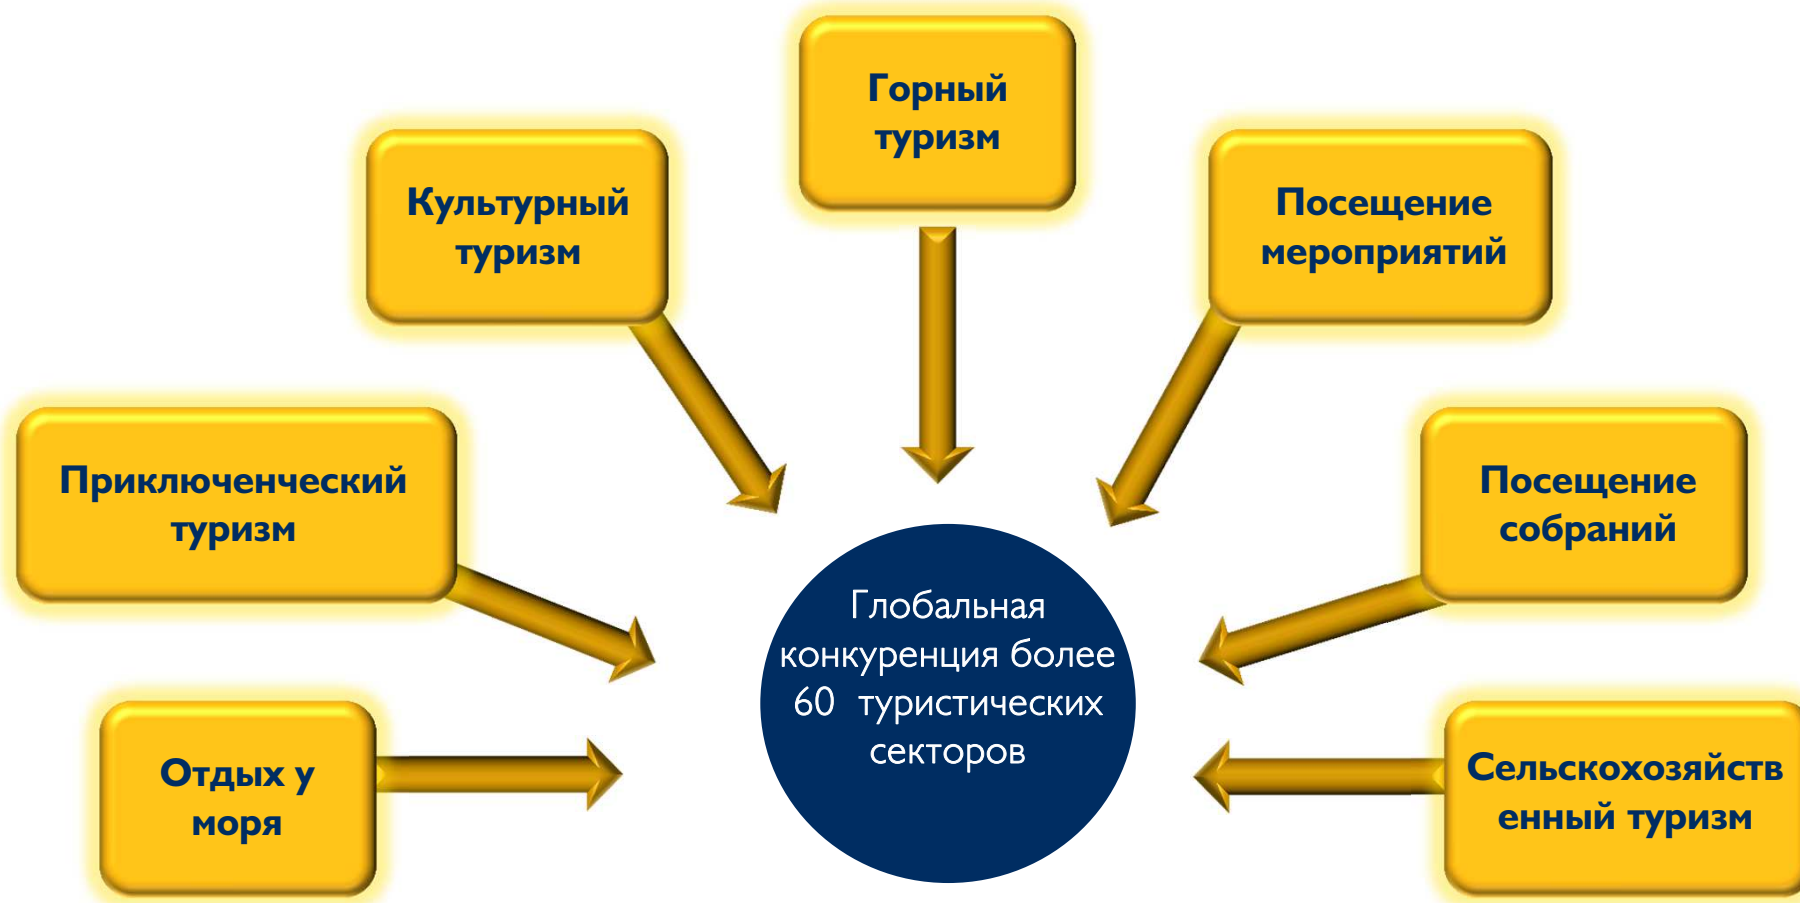 Горный
туризм
Культурный
туризм
Посещение
мероприятий
Приключенческий
туризм
Посещение
собраний
Отдых у
моря
Глобальная
конкуренция более
60 туристических
секторов
Сельскохозяйств
енный туризм